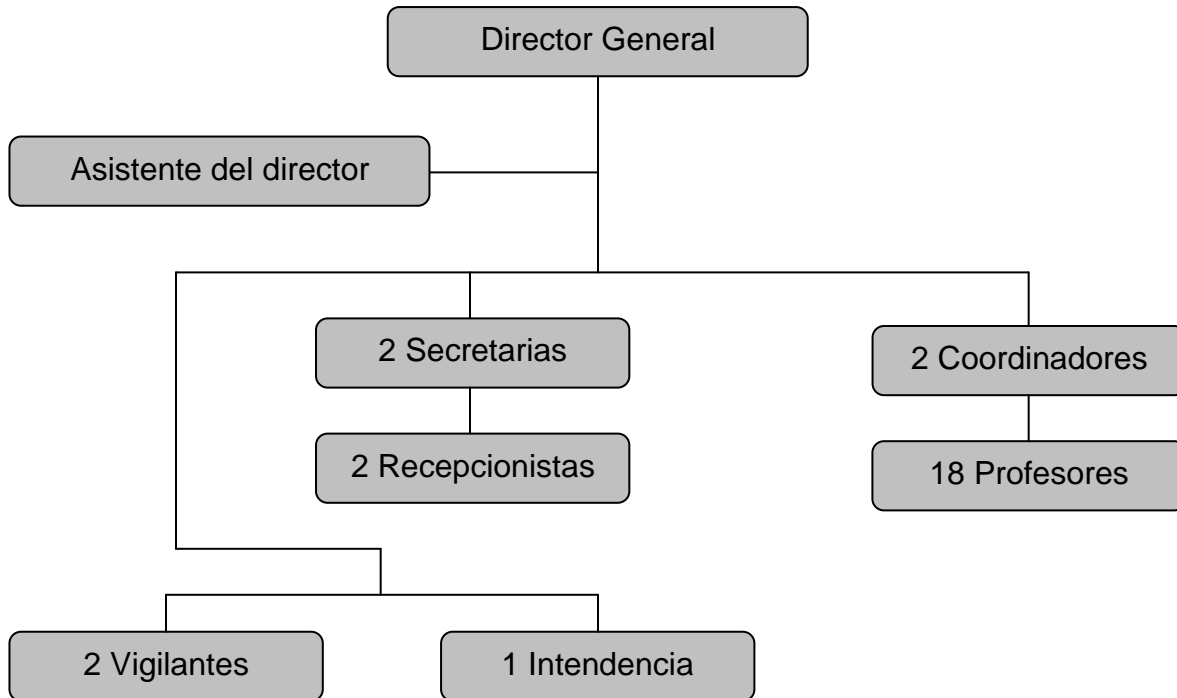 Director General
Asistente del director
2 Secretarias
2 Coordinadores
2 Recepcionistas
18 Profesores
2 Vigilantes
1 Intendencia